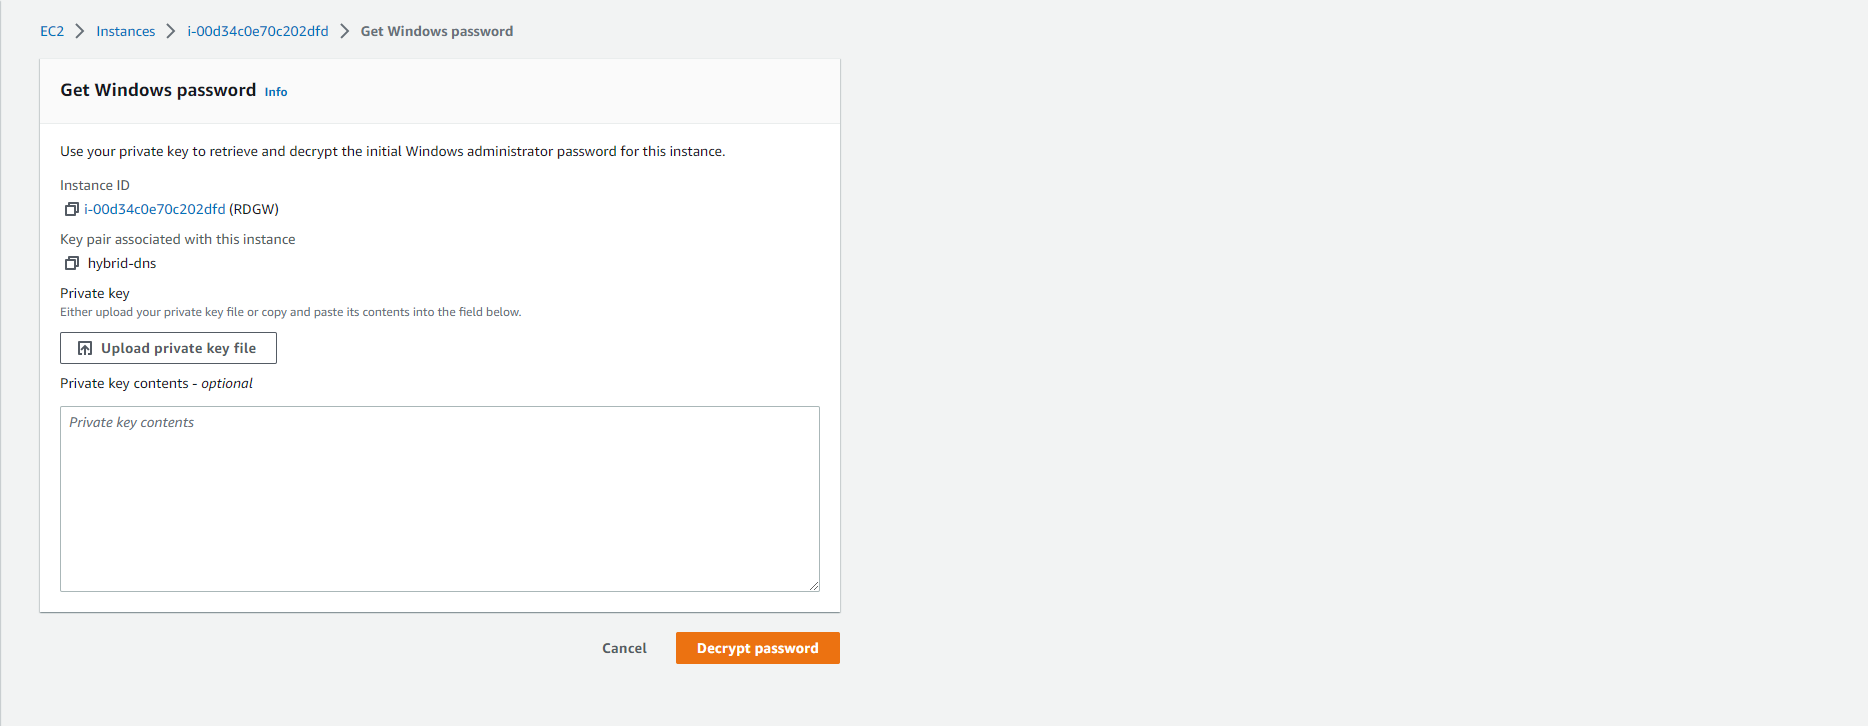 EC2 > Instances > i-00d34c0e70c202dfd > Get Windows password
Get Windows password Info
Use your private key to retrieve and decrypt the initial Windows administrator password for this instance.
Instance ID
i-00d34c0e70c202dfd (RDGW)
Key pair associated with this instance
hybrid-dns
Private key
Either upload your private key file or copy and paste its contents into the field below.
Upload private key file
Private key contents - optional
Private key contents
Cancel Decrypt password